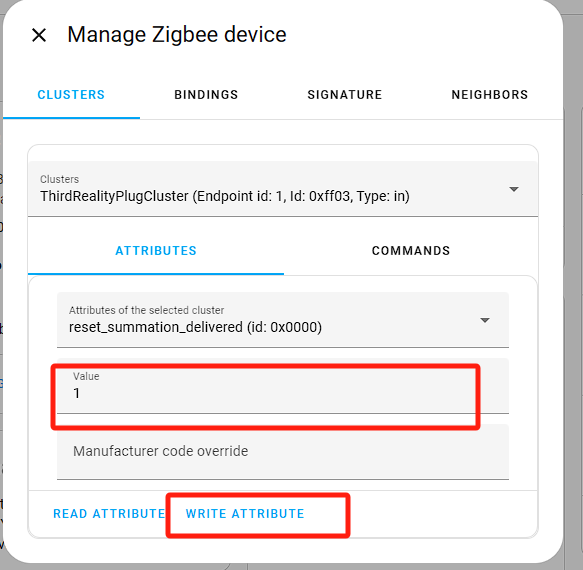 Manage Zigbee device
CLUSTERS BINDINGS SIGNATURE NEIGHBORS
Clusters
ThirdRealityPlugCluster (Endpoint id: 1, Id: 0xff03, Type: in)
ATTRIBUTES COMMANDS
Attributes of the selected cluster
reset_summation_delivered (id: 0x0000)
Value
1
Manufacturer code override
READ ATTRIBUTE WRITE ATTRIBUTE